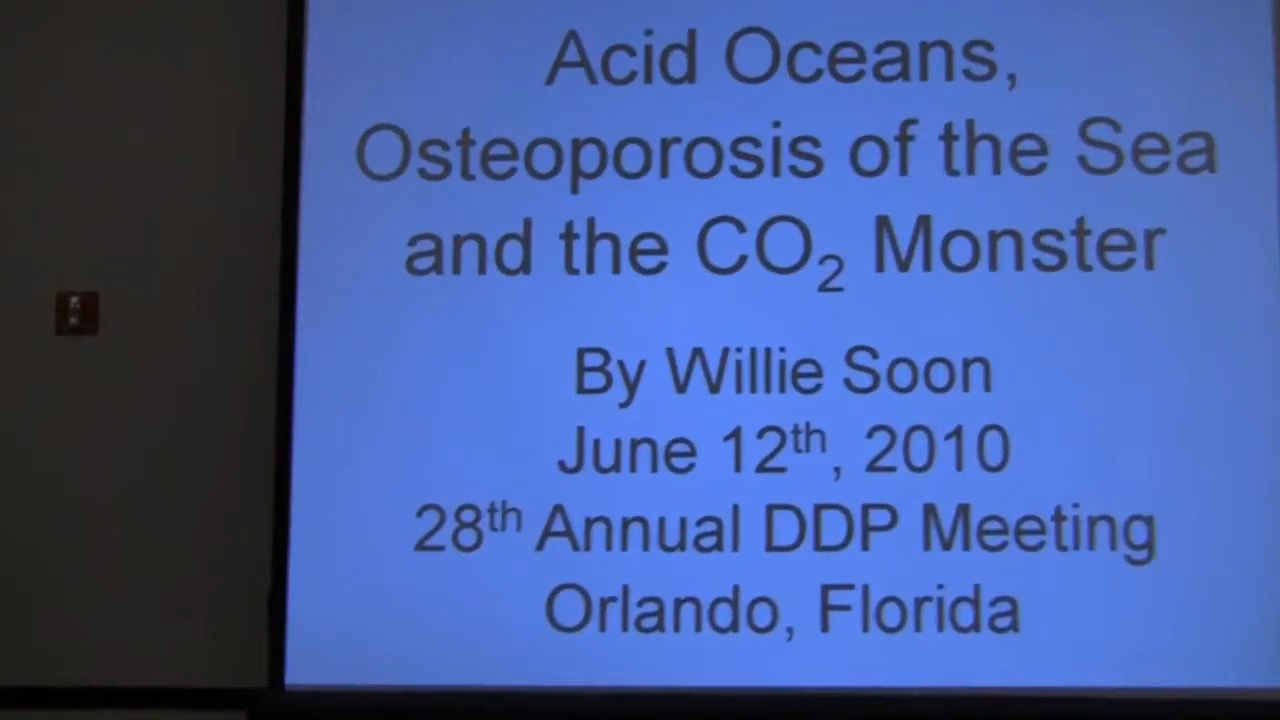 Acid Oceans,
Osteoporosis of the Sea
and the CO₂ Monster
By Willie Soon
June 12th, 2010
28th Annual DDP Meeting
Orlando, Florida